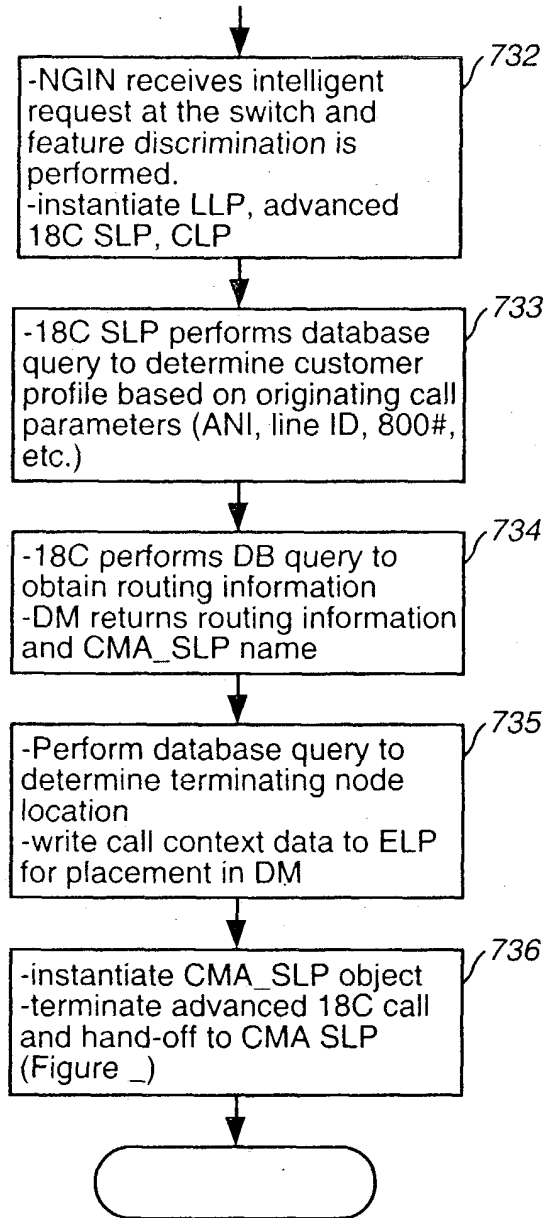 732
-NGIN receives intelligent
request at the switch and
feature discrimination is
performed.
-instantiate LLP, advanced
18C SLP, CLP
733
-18C SLP performs database
query to determine customer
profile based on originating call
parameters (ANI, line ID, 800#,
etc.)
734
-18C performs DB query to
obtain routing information
-DM returns routing information
and CMA_SLP name
735
-Perform database query to
determine terminating node
location
-write call context data to ELP
for placement in DM
736
-instantiate CMA_SLP object
-terminate advanced 18C call
and hand-off to CMA SLP
(Figure _)